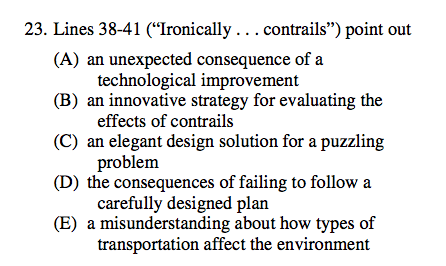 23. Lines 38-41 (“Ironically . . . contrails”) point out
(A) an unexpected consequence of a
technological improvement
(B) an innovative strategy for evaluating the
effects of contrails
(C) an elegant design solution for a puzzling
problem
(D) the consequences of failing to follow a
carefully designed plan
(E) a misunderstanding about how types of
transportation affect the environment